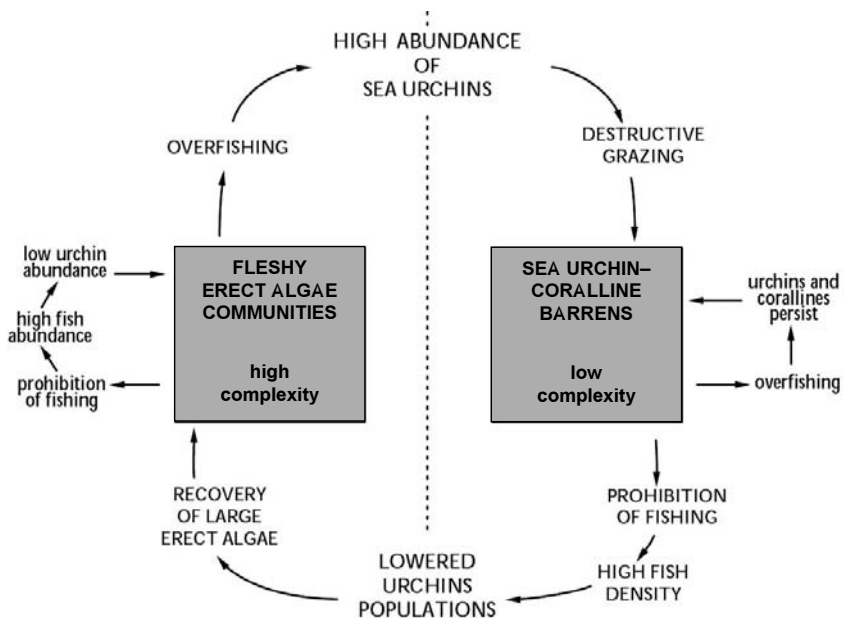 HIGH ABUNDANCE
OF
SEA URCHINS
OVERFISHING
DESTRUCTIVE
GRAZING
low urchin
abundance
high fish
abundance
prohibition
of fishing
FLESHY
ERECT ALGAE
COMMUNITIES
high
complexity
SEA URCHIN–
CORALLINE
BARRENS
low
complexity
urchins and
corallines
persist
overfishing
RECOVERY
OF LARGE
ERECT ALGAE
PROHIBITION
OF FISHING
HIGH FISH
DENSITY
LOWERED
URCHINS
POPULATIONS